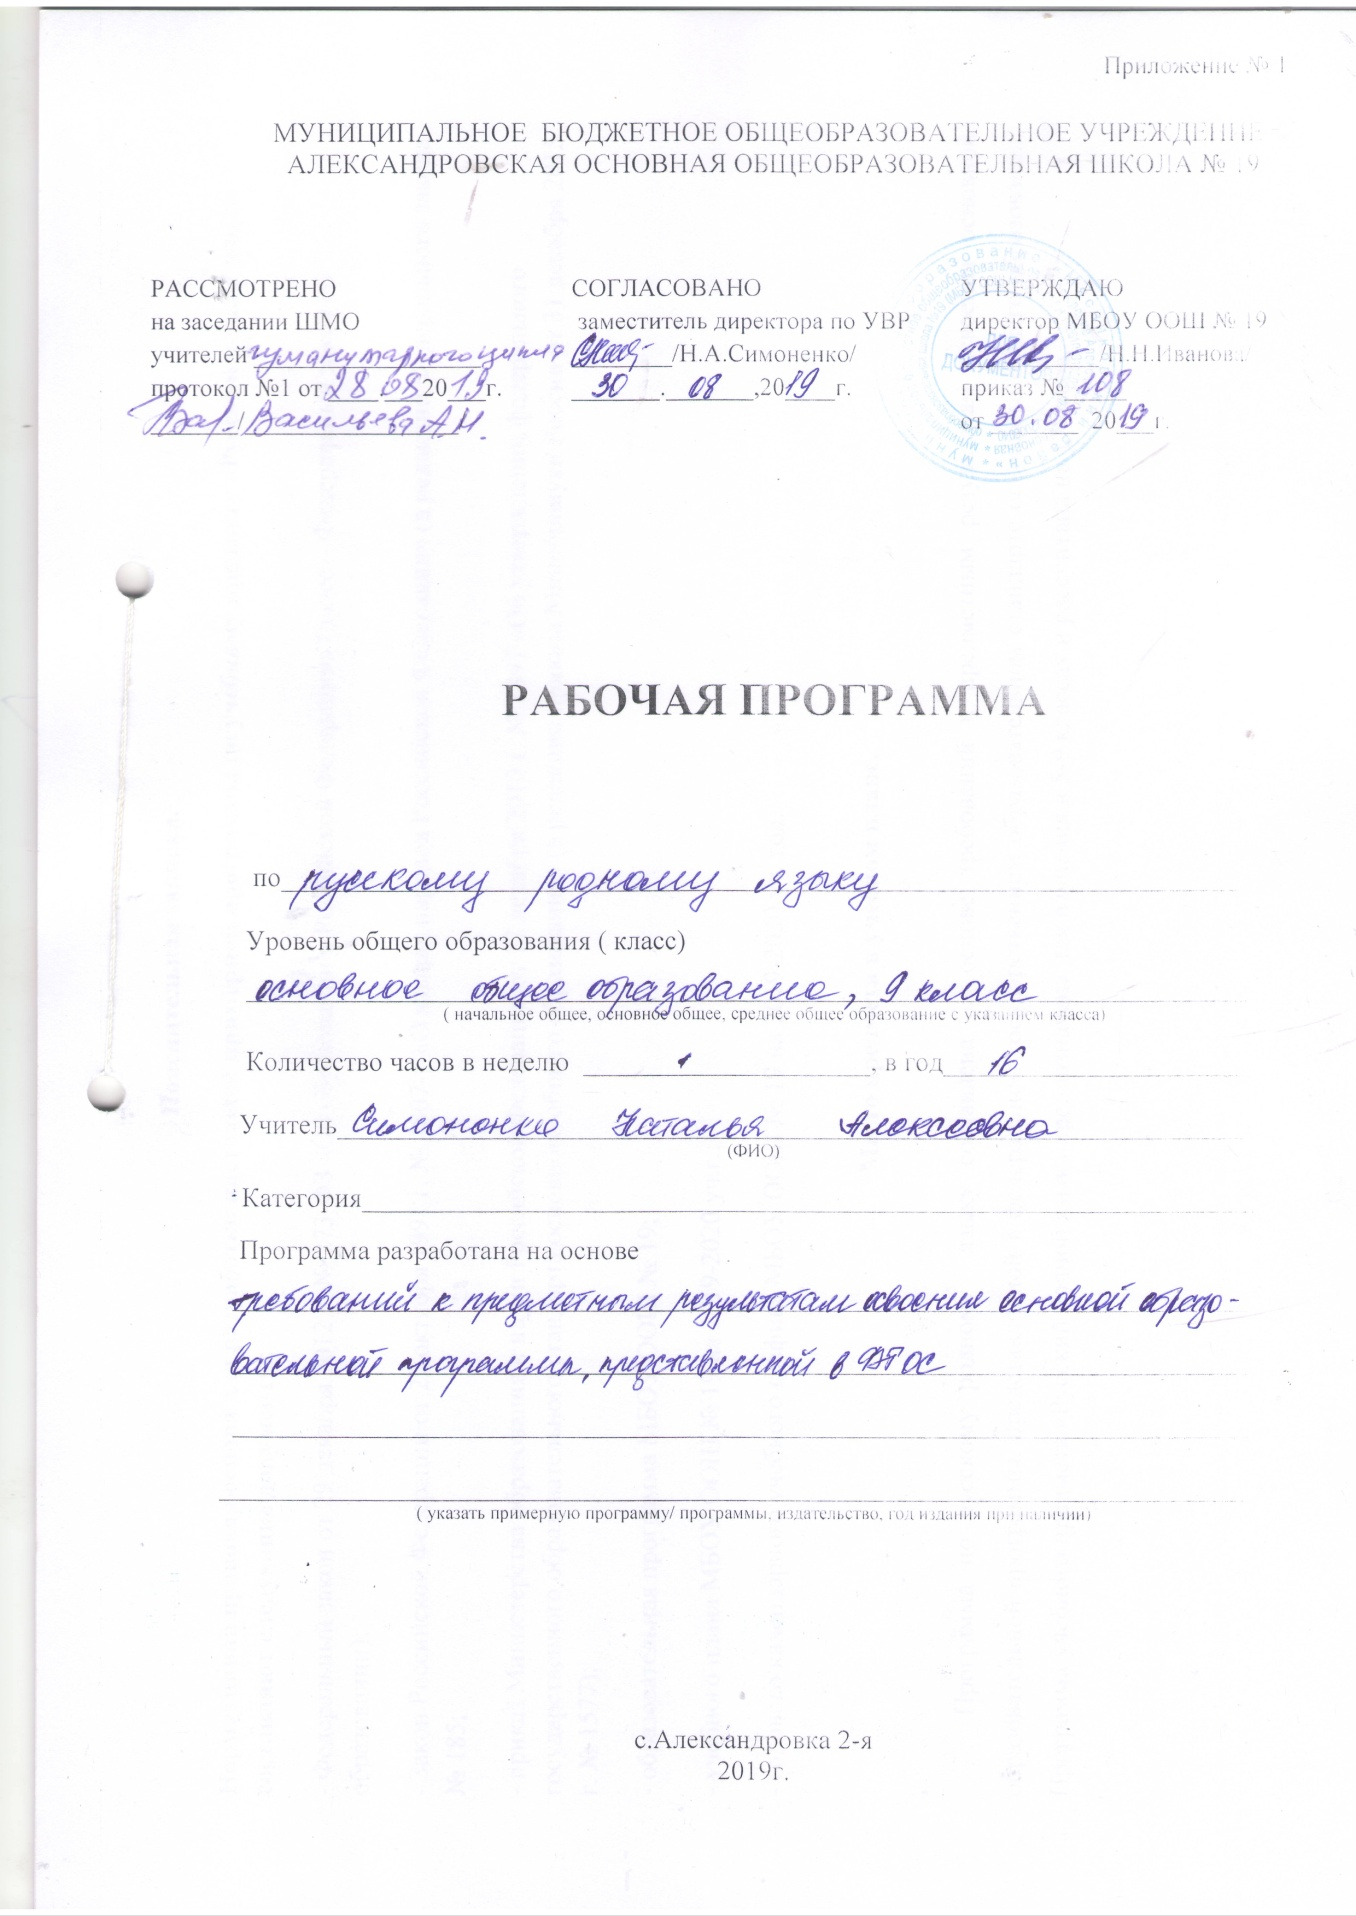 Приложение № 1
МУНИЦИПАЛЬНОЕ БЮДЖЕТНОЕ ОБЩЕОБРАЗОВАТЕЛЬНОЕ УЧРЕЖДЕНИЕ
АЛЕКСАНДРОВСКАЯ ОСНОВНАЯ ОБЩЕОБРАЗОВАТЕЛЬНАЯ ШКОЛА № 19
РАССМОТРЕНО
на заседании ШМО
учителей гуманитарного цикла
протокол №1 от 28 08 2019 г.
Васильева А.Н.
СОГЛАСОВАНО
заместитель директора по УВР
/Н.А.Симоненко/
30 . 08 ,2019 г.
УТВЕРЖДАЮ
директор МБОУ ООШ № 19
/Н.Н.Иванова/
приказ № 108
от 30.08 2019 г.
РАБОЧАЯ ПРОГРАММА
по русскому родному языку
Уровень общего образования ( класс)
основное общее образование, 9 класс
( начальное общее, основное общее, среднее общее образование с указанием класса)
Количество часов в неделю 1 , в год 16
Учитель Симоненко Наталья Алексеевна
(ФИО)
Категория
Программа разработана на основе
требований к предметным результатам освоения основной образо-
вательной программы, представленной в ФГОС
( указать примерную программу/ программы, издательство, год издания при наличии)
с.Александровка 2-я
2019г.